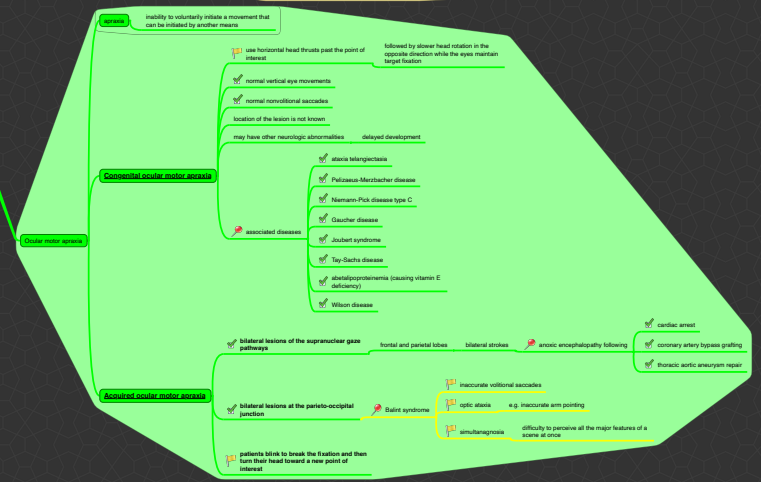 apraxia
inability to voluntarily initiate a movement that
can be initiated by another means
use horizontal head thrusts past the point of
interest
followed by slower head rotation in the
opposite direction while the eyes maintain
target fixation
normal vertical eye movements
normal nonvolitional saccades
location of the lesion is not known
may have other neurologic abnormalities
delayed development
Congenital ocular motor apraxia
associated diseases
ataxia telangiectasia
Pelizaeus-Merzbacher disease
Niemann-Pick disease type C
Gaucher disease
Joubert syndrome
Tay-Sachs disease
abetalipoproteinemia (causing vitamin E
deficiency)
Wilson disease
Ocular motor apraxia
Acquired ocular motor apraxia
bilateral lesions of the supranuclear gaze
pathways
frontal and parietal lobes
bilateral strokes
anoxic encephalopathy following
cardiac arrest
coronary artery bypass grafting
thoracic aortic aneurysm repair
bilateral lesions at the parieto-occipital
junction
Balint syndrome
inaccurate volitional saccades
optic ataxia
e.g. inaccurate arm pointing
simultanagnosia
difficulty to perceive all the major features of a
scene at once
patients blink to break the fixation and then
turn their head toward a new point of
interest